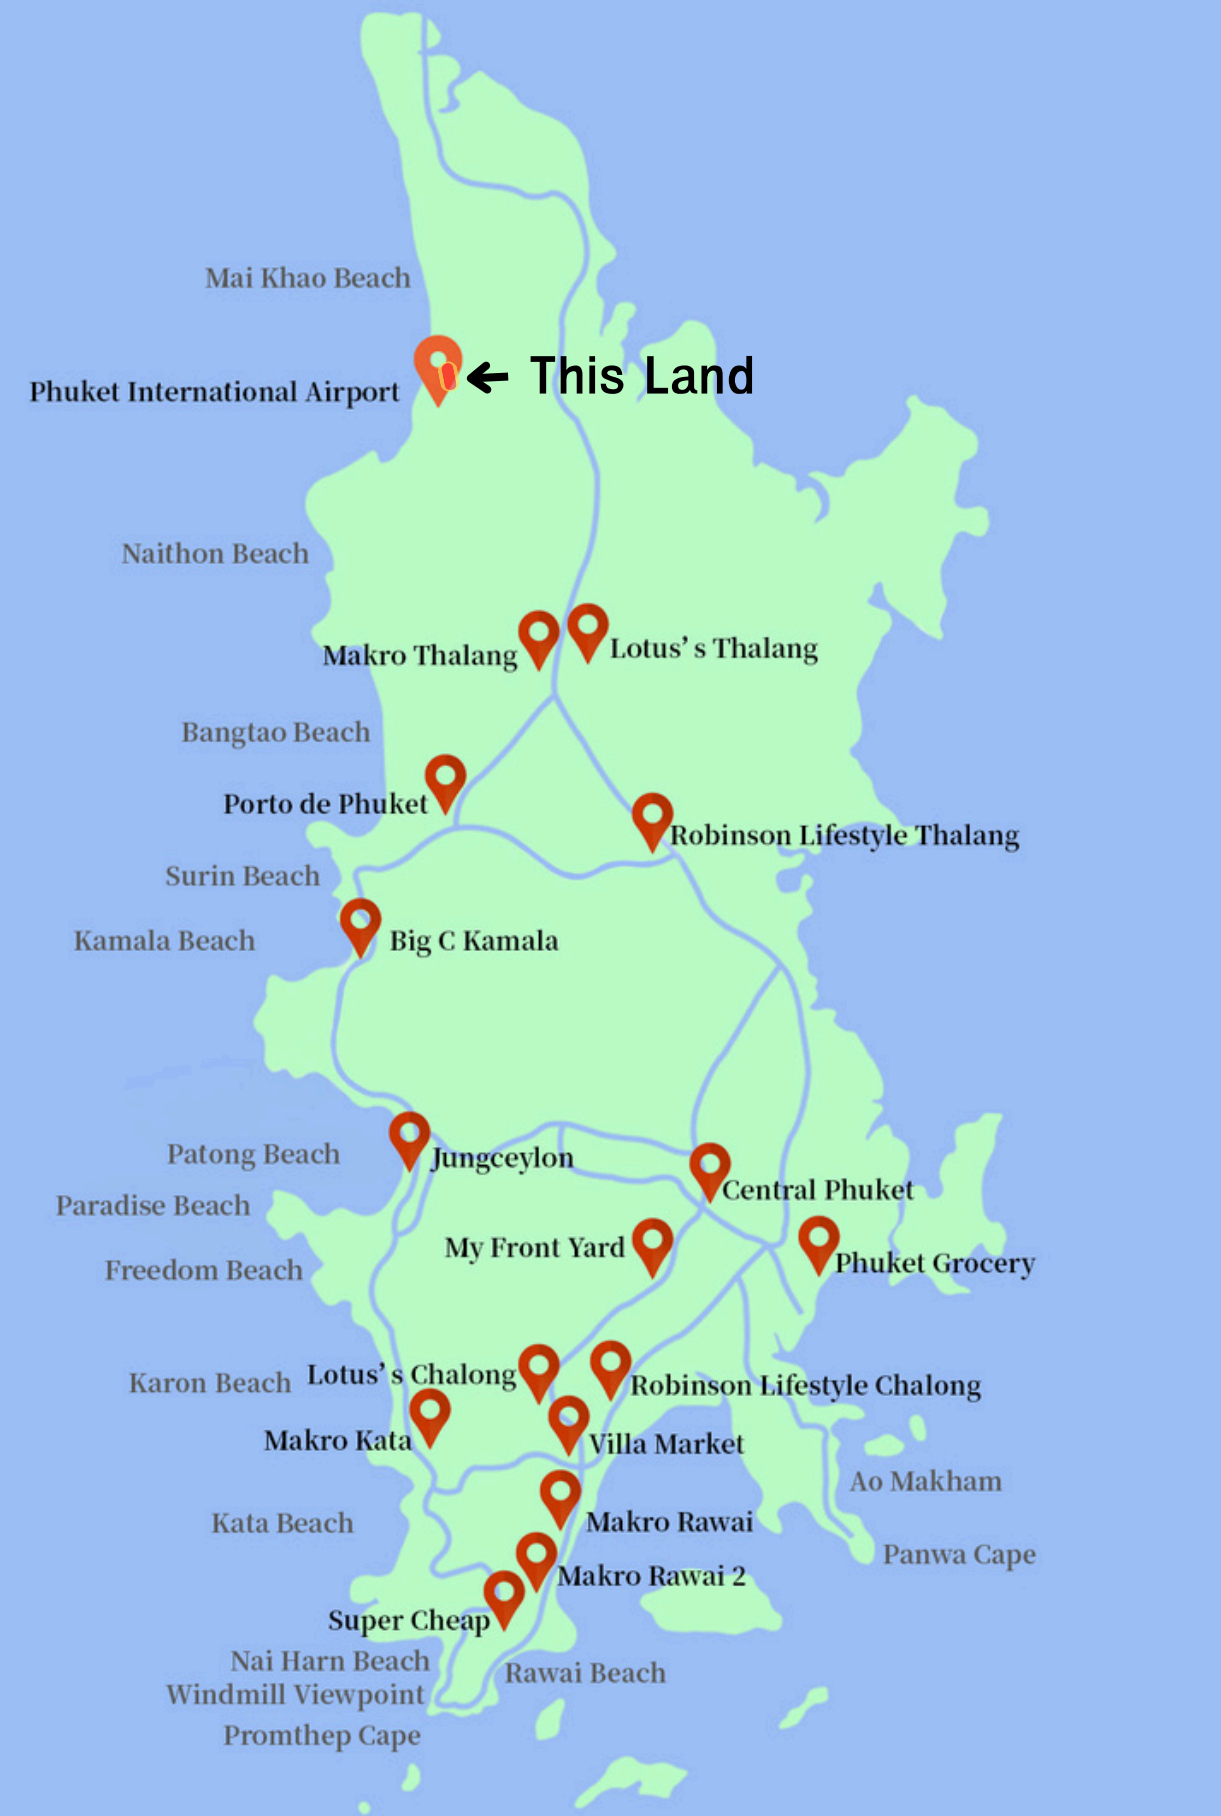 Mai Khao Beach
This Land
Phuket International Airport
Naithon Beach
Lotus’s Thalang
Makro Thalang
Bangtao Beach
Porto de Phuket
Robinson Lifestyle Thalang
Surin Beach
Kamala Beach
Big C Kamala
Patong Beach
Jungceylon
Central Phuket
Paradise Beach
My Front Yard
Phuket Grocery
Freedom Beach
Lotus’s Chalong
Karon Beach
Robinson Lifestyle Chalong
Makro Kata
Villa Market
Ao Makham
Kata Beach
Makro Rawai
Panwa Cape
Makro Rawai 2
Super Cheap
Nai Harn Beach
Rawai Beach
Windmill Viewpoint
Promthep Cape